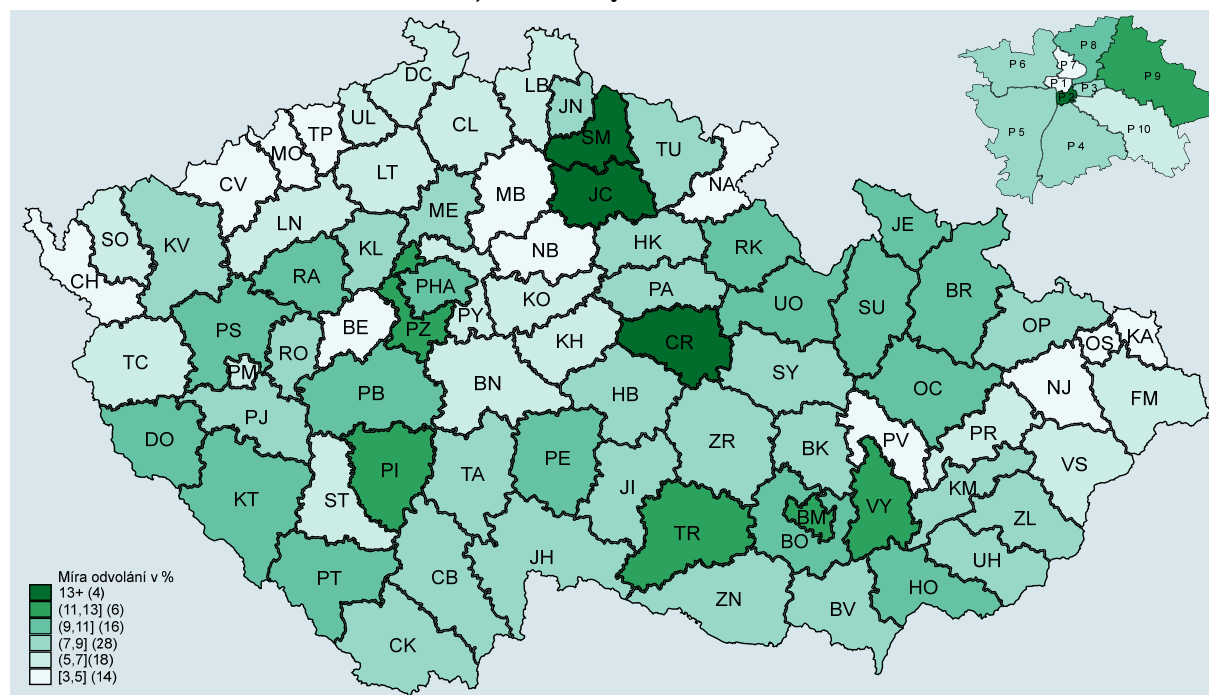 DC
LB
JN
UL
CL
SM
TU
TP
MO
CV
LT
MB
JC
NA
ME
LN
SO
KV
KL
NB
HK
RK
JE
CH
RA
PHA
KO
PA
UO
SU
BR
PS
BE
PZ
PY
OP
TC
RO
KH
CR
OS
KA
PM
SY
NJ
PB
BN
HB
OC
FM
DO
PJ
ZR
BK
PV
PR
VS
PI
TA
PE
JI
KM
KT
ST
TR
BM
VY
ZL
BO
UH
PT
CB
JH
ZN
BV
HO
CK
P 6
P 8
P 7
P 9
P 1
P 3
P 2
P 5
P 4
P 10
Míra odvolání v %
13+ (4)
(11,13] (6)
(9,11] (16)
(7,9] (28)
(5,7](18)
[3,5] (14)